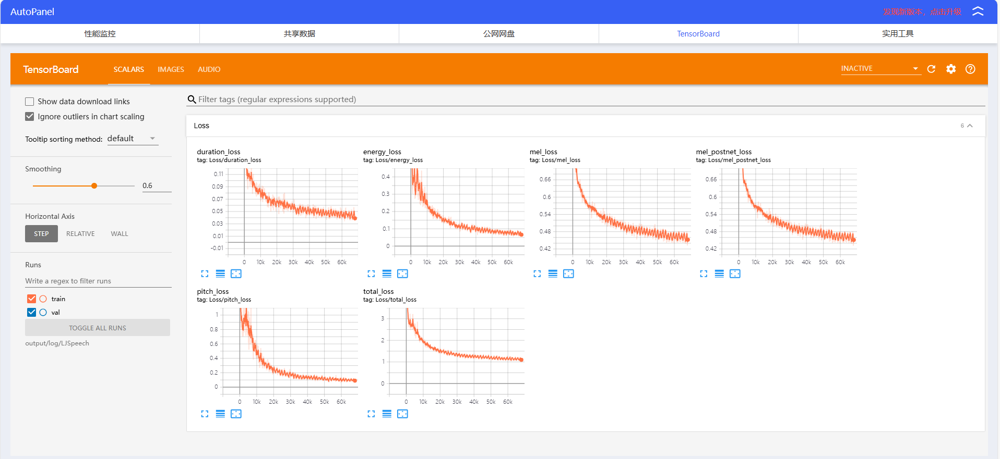 AutoPanel
发现新版本，点击升级
性能监控
共享数据
公网网盘
TensorBoard
实用工具
TensorBoard
SCALARS
IMAGES
AUDIO
INACTIVE
Show data download links
Ignore outliers in chart scaling
Tooltip sorting method: default
Smoothing
0.6
Horizontal Axis
STEP
RELATIVE
WALL
Runs
Write a regex to filter runs
train
val
TOGGLE ALL RUNS
output/log/LJSpeech
Filter tags (regular expressions supported)
Loss
6
duration_loss
tag: Loss/duration_loss
0.11
0.09
0.07
0.05
0.03
0.01
-0.01
0 10k 20k 30k 40k 50k 60k
energy_loss
tag: Loss/energy_loss
0.4
0.3
0.2
0.1
0
0 10k 20k 30k 40k 50k 60k
mel_loss
tag: Loss/mel_loss
0.66
0.6
0.54
0.48
0.42
0 10k 20k 30k 40k 50k 60k
mel_postnet_loss
tag: Loss/mel_postnet_loss
0.66
0.6
0.54
0.48
0.42
0 10k 20k 30k 40k 50k 60k
pitch_loss
tag: Loss/pitch_loss
1
0.8
0.6
0.4
0.2
0
0 10k 20k 30k 40k 50k 60k
total_loss
tag: Loss/total_loss
3
2
1
0
0 10k 20k 30k 40k 50k 60k